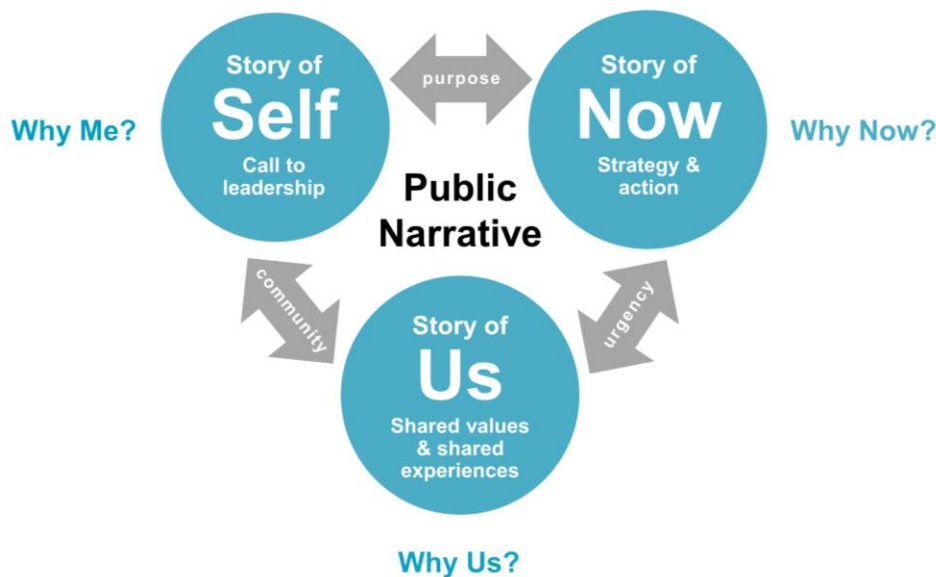 Story of
Self
Call to
leadership
purpose
Story of
Now
Strategy &
action
Why Me?
Why Now?
Public
Narrative
community
urgency
Story of
Us
Shared values
& shared
experiences
Why Us?